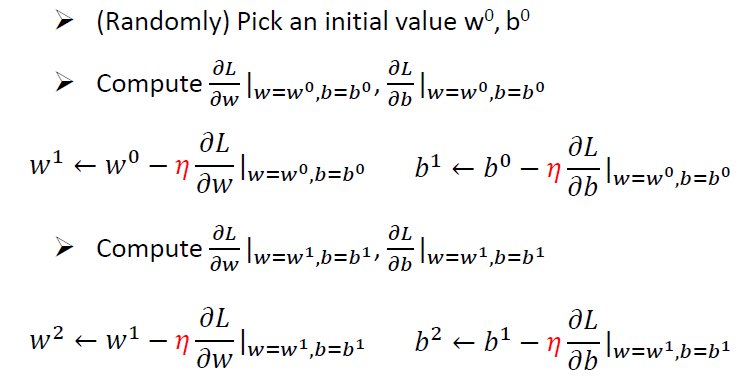 ➤ (Randomly) Pick an initial value w⁰, b⁰
➤ Compute ∂L/∂w |w=w⁰,b=b⁰, ∂L/∂b |w=w⁰,b=b⁰
w¹ ← w⁰ − η ∂L/∂w |w=w⁰,b=b⁰ b¹ ← b⁰ − η ∂L/∂b |w=w⁰,b=b⁰
➤ Compute ∂L/∂w |w=w¹,b=b¹, ∂L/∂b |w=w¹,b=b¹
w² ← w¹ − η ∂L/∂w |w=w¹,b=b¹ b² ← b¹ − η ∂L/∂b |w=w¹,b=b¹